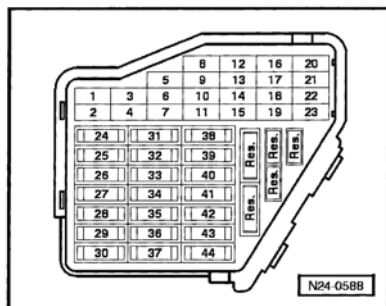 8 12 16 20
5 9 13 17 21
1 3 6 10 14 18 22
2 4 7 11 15 19 23
24 31 38
25 32 39
26 33 40
27 34 41
28 35 42
29 36 43
30 37 44
Res. Res. Res.
Res. Res.
N24-0588